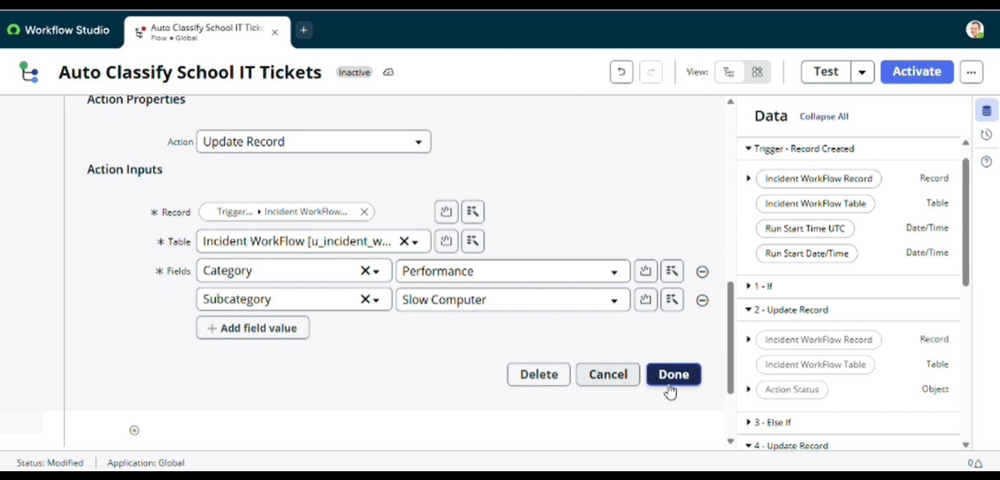 Workflow Studio
Auto Classify School IT Ticke
Flow • Global
Auto Classify School IT Tickets
Inactive
View:
Test
Activate
Action Properties
Action
Update Record
Action Inputs
* Record
Trigger... ▸ Incident WorkFlow...
* Table
Incident WorkFlow [u_incident_w...
* Fields
Category
Performance
Subcategory
Slow Computer
+ Add field value
Delete
Cancel
Done
Data
Collapse All
Trigger - Record Created
Incident WorkFlow Record
Record
Incident WorkFlow Table
Table
Run Start Time UTC
Date/Time
Run Start Date/Time
Date/Time
1 - If
2 - Update Record
Incident WorkFlow Record
Record
Incident WorkFlow Table
Table
Action Status
Object
3 - Else If
4 - Update Record
Status: Modified
Application: Global
0